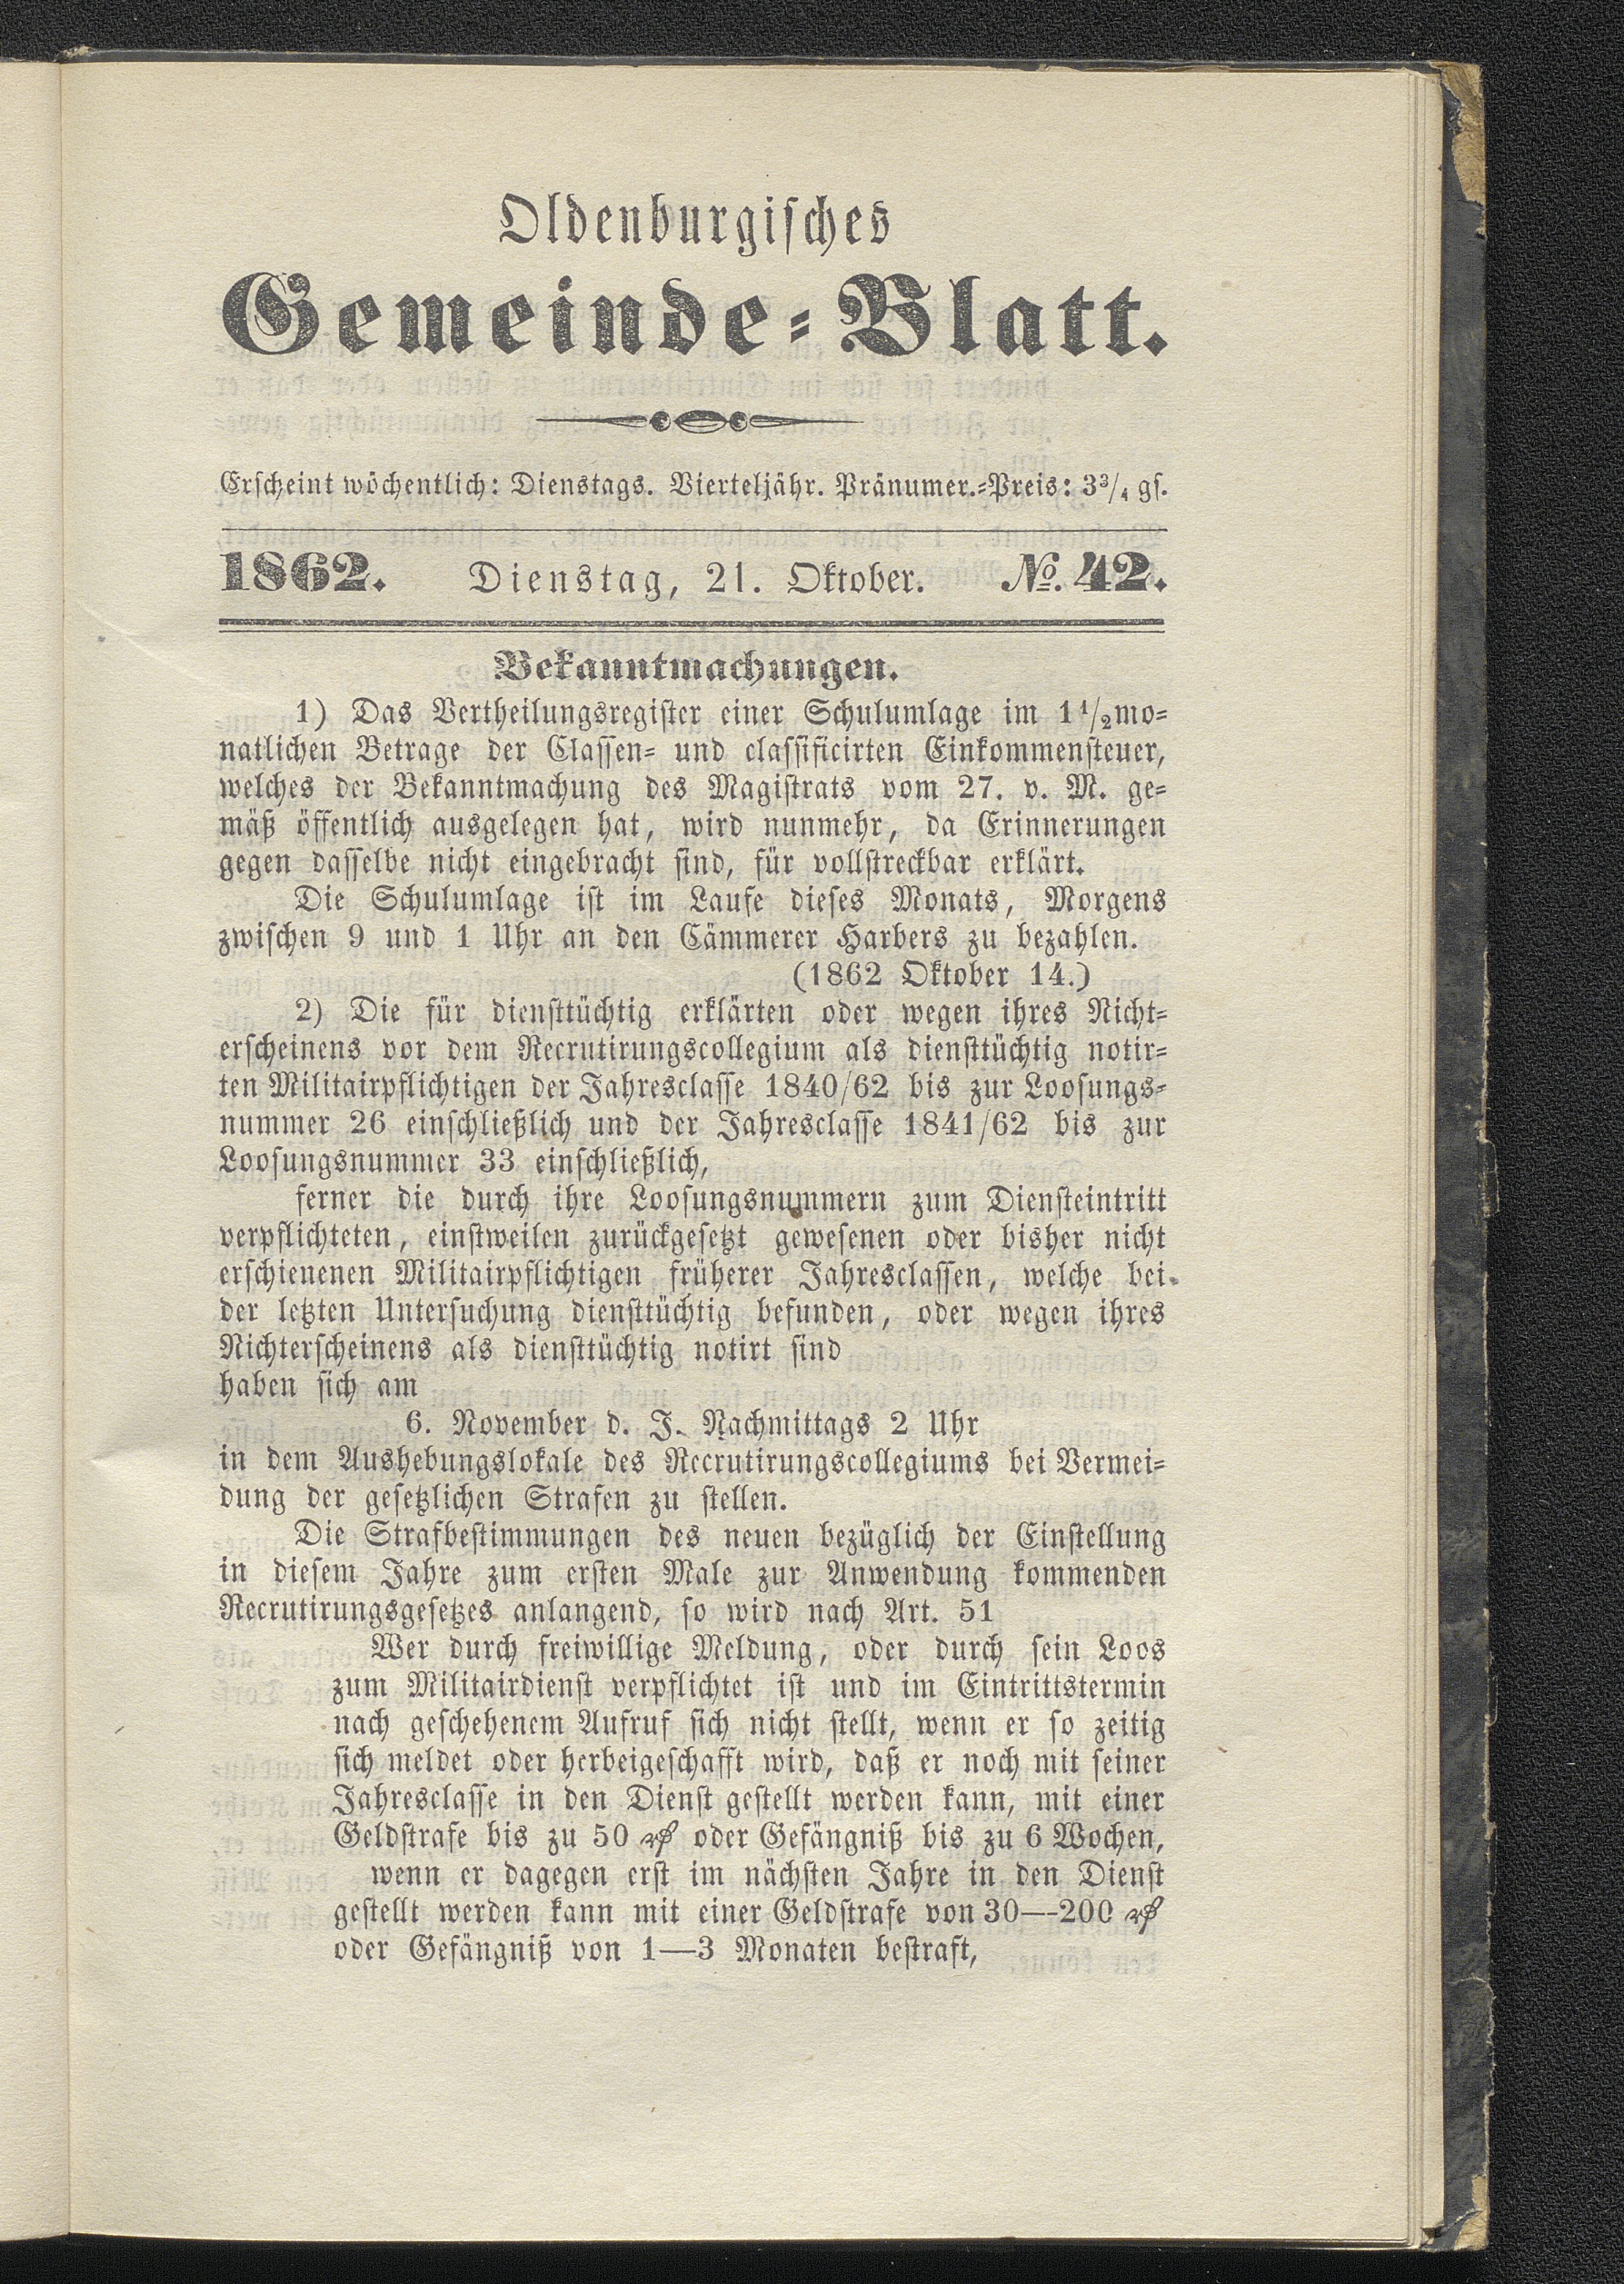 Oldenburgisches
Gemeinde-Blatt.
Erscheint wöchentlich: Dienstags. Vierteljähr. Pränumer.-Preis: 3¾ gs.
1862. Dienstag, 21. Oktober. №. 42.
Bekanntmachungen.
1) Das Vertheilungsregister einer Schulumlage im 1½mo-
natlichen Betrage der Classen- und classificirten Einkommensteuer,
welches der Bekanntmachung des Magistrats vom 27. v. M. ge-
mäß öffentlich ausgelegen hat, wird nunmehr, da Erinnerungen
gegen dasselbe nicht eingebracht sind, für vollstreckbar erklärt.
Die Schulumlage ist im Laufe dieses Monats, Morgens
zwischen 9 und 1 Uhr an den Cämmerer Harbers zu bezahlen.
(1862 Oktober 14.)
2) Die für diensttüchtig erklärten oder wegen ihres Nicht-
erscheinens vor dem Recrutirungscollegium als diensttüchtig notir-
ten Militairpflichtigen der Jahresclasse 1840/62 bis zur Loosungs-
nummer 26 einschließlich und der Jahresclasse 1841/62 bis zur
Loosungsnummer 33 einschließlich,
ferner die durch ihre Loosungsnummern zum Diensteintritt
verpflichteten, einstweilen zurückgesetzt gewesenen oder bisher nicht
erschienenen Militairpflichtigen früherer Jahresclassen, welche bei
der letzten Untersuchung diensttüchtig befunden, oder wegen ihres
Nichterscheinens als diensttüchtig notirt sind
haben sich am
6. November d. J. Nachmittags 2 Uhr
in dem Aushebungslokale des Recrutirungscollegiums bei Vermei-
dung der gesetzlichen Strafen zu stellen.
Die Strafbestimmungen des neuen bezüglich der Einstellung
in diesem Jahre zum ersten Male zur Anwendung kommenden
Recrutirungsgesetzes anlangend, so wird nach Art. 51
Wer durch freiwillige Meldung, oder durch sein Loos
zum Militairdienst verpflichtet ist und im Eintrittstermin
nach geschehenem Aufruf sich nicht stellt, wenn er so zeitig
sich meldet oder herbeigeschafft wird, daß er noch mit seiner
Jahresclasse in den Dienst gestellt werden kann, mit einer
Geldstrafe bis zu 50 ₰ oder Gefängniß bis zu 6 Wochen,
wenn er dagegen erst im nächsten Jahre in den Dienst
gestellt werden kann mit einer Geldstrafe von 30—200 ₰
oder Gefängniß von 1—3 Monaten bestraft,